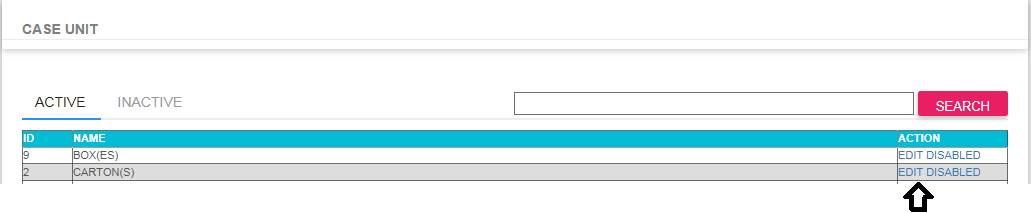 CASE UNIT
ACTIVE INACTIVE SEARCH
ID NAME ACTION
9 BOX(ES) EDIT DISABLED
2 CARTON(S) EDIT DISABLED